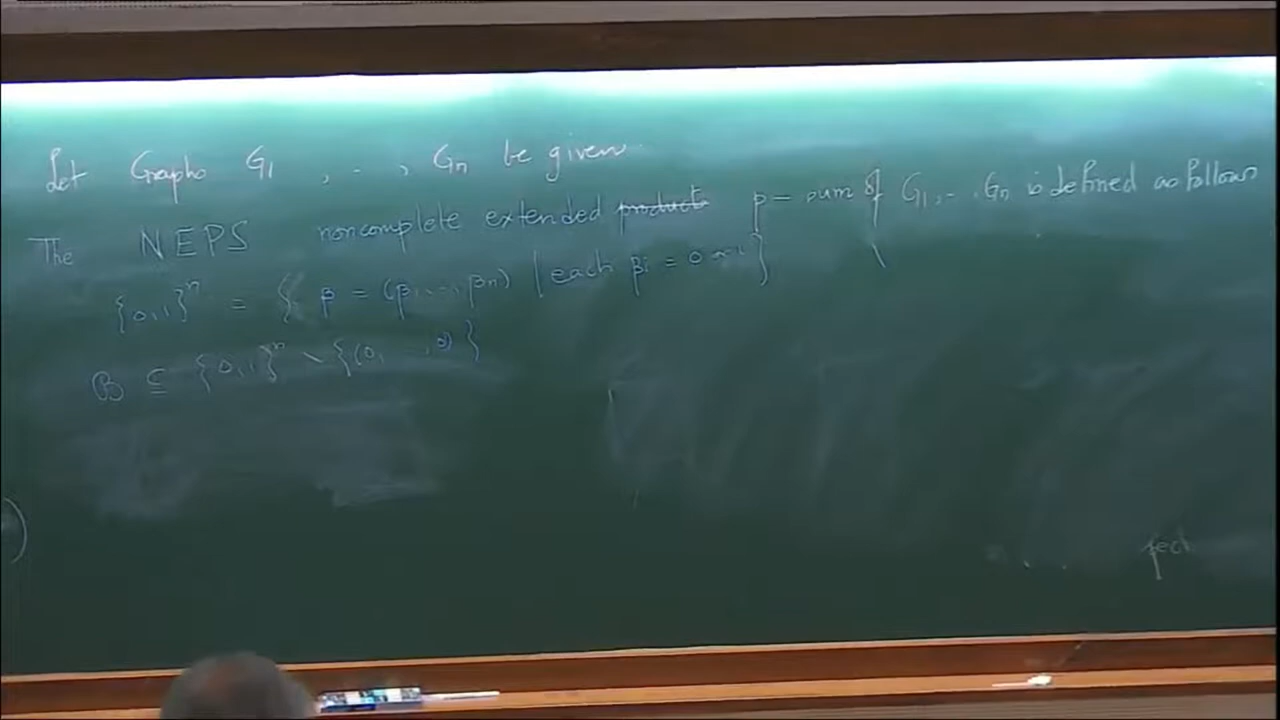 Let Graphs G₁, . . , Gₙ be given
The NEPS noncomplete extended ~~product~~ p-sum of G₁, . . , Gₙ is defined as follows
{0,1}ⁿ = { β = (β₁, . . , βₙ) | each βᵢ = 0 or 1 }
𝓑 ⊆ {0,1}ⁿ \ {(0, , 0)}